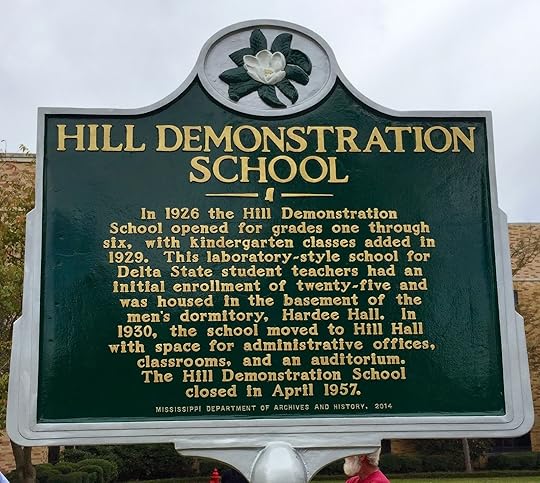 HILL DEMONSTRATION
SCHOOL
In 1926 the Hill Demonstration
School opened for grades one through
six, with kindergarten classes added in
1929. This laboratory-style school for
Delta State student teachers had an
initial enrollment of twenty-five and
was housed in the basement of the
men's dormitory, Hardee Hall. In
1930, the school moved to Hill Hall
with space for administrative offices,
classrooms, and an auditorium.
The Hill Demonstration School
closed in April 1957.
MISSISSIPPI DEPARTMENT OF ARCHIVES AND HISTORY, 2014